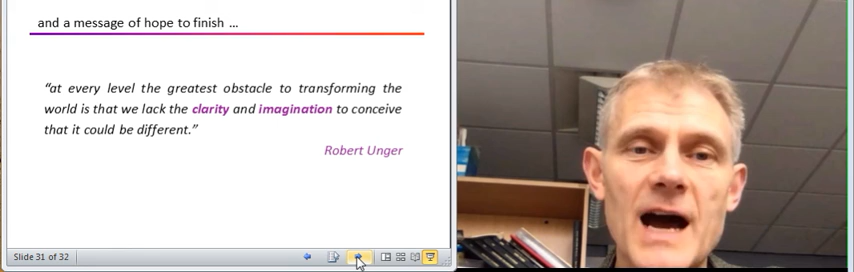 and a message of hope to finish ...
“at every level the greatest obstacle to transforming the
world is that we lack the clarity and imagination to conceive
that it could be different.”
Robert Unger
Slide 31 of 32